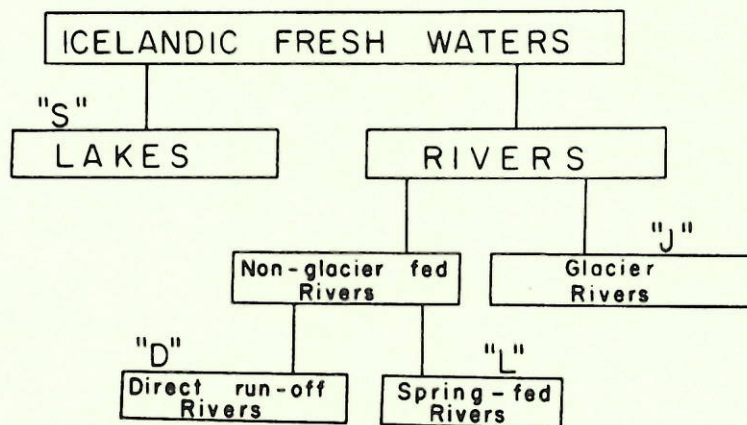 ICELANDIC FRESH WATERS
"S"
LAKES
RIVERS
"J"
Non-glacier fed
Rivers
Glacier
Rivers
"D"
"L"
Direct run-off
Rivers
Spring-fed
Rivers